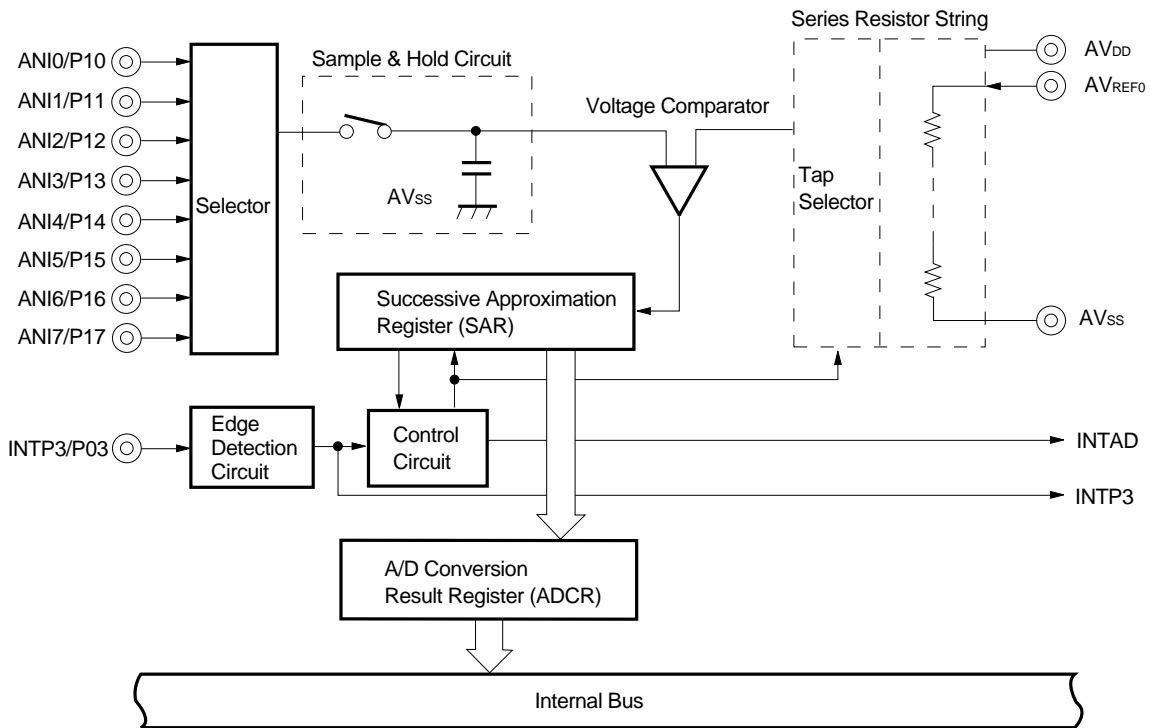 Series Resistor String
ANI0/P10
ANI1/P11
ANI2/P12
ANI3/P13
ANI4/P14
ANI5/P15
ANI6/P16
ANI7/P17
Selector
Sample & Hold Circuit
AVSS
Voltage Comparator
Tap
Selector
AVDD
AVREF0
AVSS
Successive Approximation
Register (SAR)
INTP3/P03
Edge
Detection
Circuit
Control
Circuit
INTAD
INTP3
A/D Conversion
Result Register (ADCR)
Internal Bus